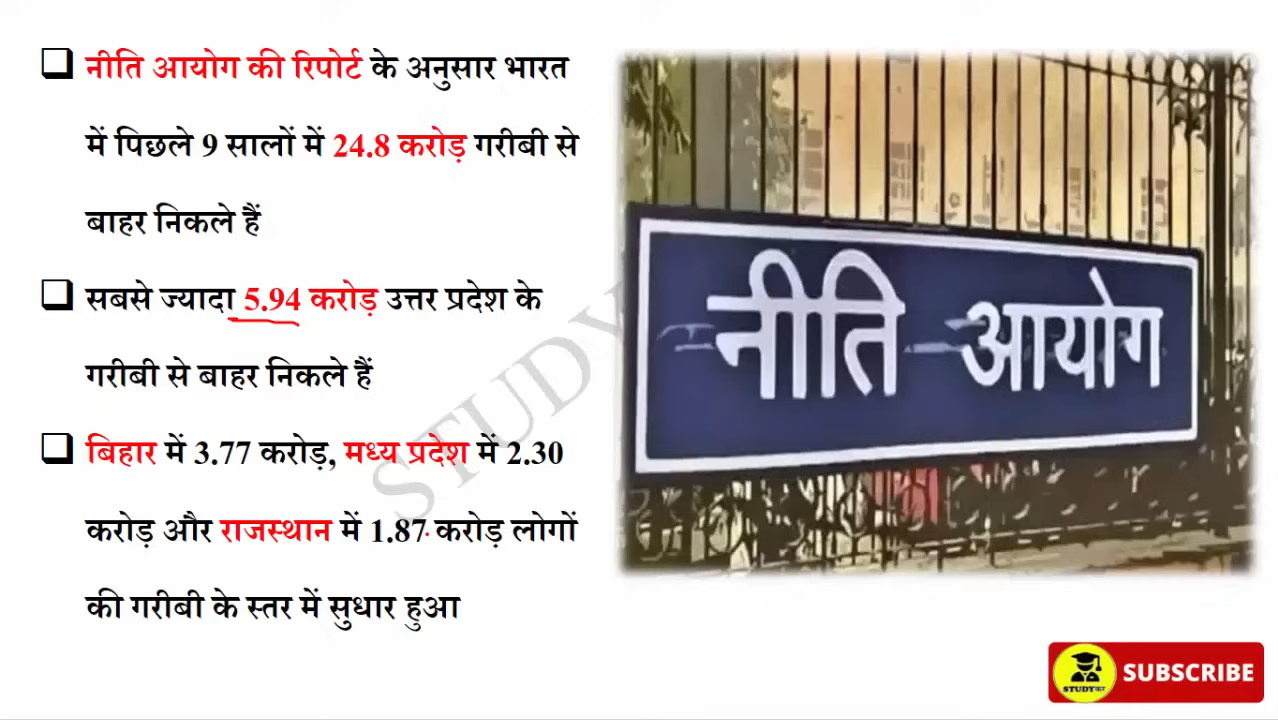 नीति आयोग की रिपोर्ट के अनुसार भारत
में पिछले 9 सालों में 24.8 करोड़ गरीबी से
बाहर निकले हैं
सबसे ज्यादा 5.94 करोड़ उत्तर प्रदेश के
गरीबी से बाहर निकले हैं
बिहार में 3.77 करोड़, मध्य प्रदेश में 2.30
करोड़ और राजस्थान में 1.87 करोड़ लोगों
की गरीबी के स्तर में सुधार हुआ
नीति आयोग
STUDY
STUDYकर
SUBSCRIBE